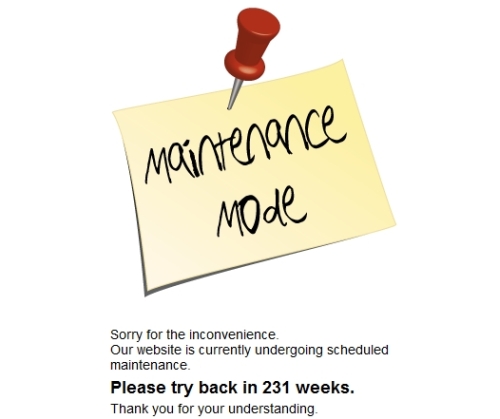 Maintenance
Mode
Sorry for the inconvenience.
Our website is currently undergoing scheduled
maintenance.
Please try back in 231 weeks.
Thank you for your understanding.